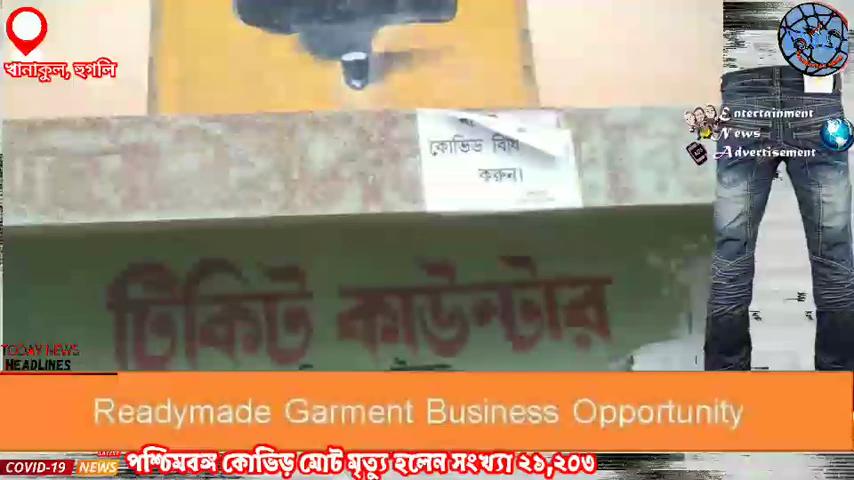 খানাকুল, হুগলি
Entertainment
News
Advertisement
কোভিড বিধি
করুন।
টিকিট কাউন্টার
TODAY NEWS
HEADLINES
Readymade Garment Business Opportunity
COVID-19 LATEST NEWS পশ্চিমবঙ্গ কোভিড় মোট মৃত্যু হলেন সংখ্যা ২১,২০৩